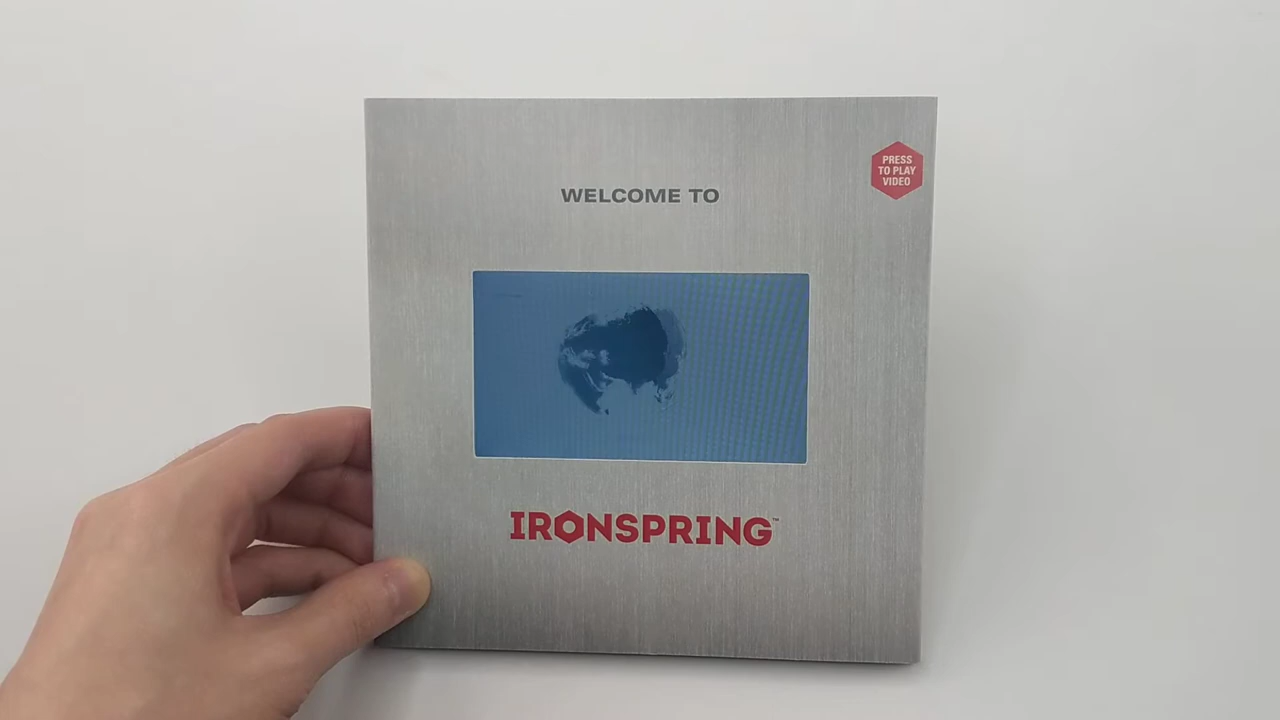 WELCOME TO
PRESS
TO PLAY
VIDEO
IRONSPRING™